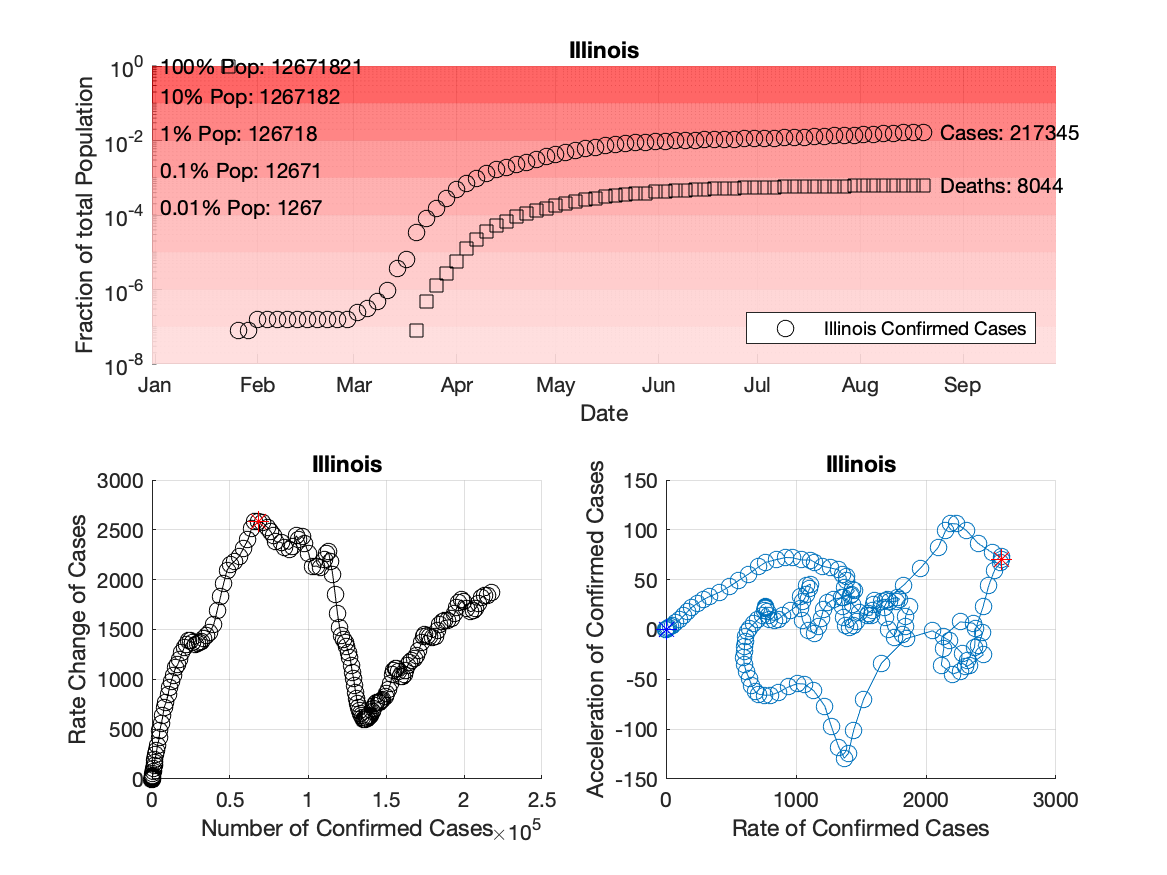 Illinois
10^0
10^-2
10^-4
10^-6
10^-8
Fraction of total Population
100% Pop: 12671821
10% Pop: 1267182
1% Pop: 126718
0.1% Pop: 12671
0.01% Pop: 1267
Cases: 217345
Deaths: 8044
Illinois Confirmed Cases
Jan Feb Mar Apr May Jun Jul Aug Sep
Date
Illinois
3000
2500
2000
1500
1000
500
0
Rate Change of Cases
0 0.5 1 1.5 2 2.5
Number of Confirmed Cases ×10^5
Illinois
150
100
50
0
-50
-100
-150
Acceleration of Confirmed Cases
0 1000 2000 3000
Rate of Confirmed Cases